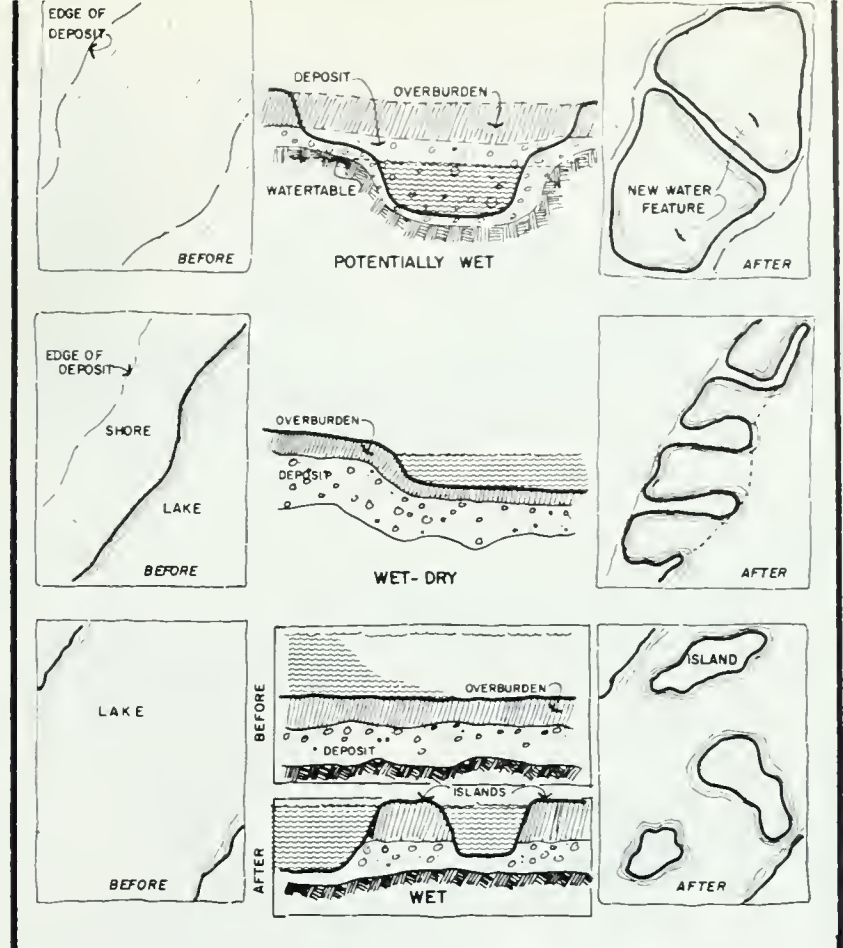 EDGE OF
DEPOSIT
BEFORE
DEPOSIT
OVERBURDEN
WATERTABLE
POTENTIALLY WET
NEW WATER
FEATURE
AFTER
EDGE OF
DEPOSIT
SHORE
LAKE
BEFORE
OVERBURDEN
DEPOSIT
WET-DRY
AFTER
LAKE
BEFORE
BEFORE
OVERBURDEN
DEPOSIT
AFTER
ISLANDS
WET
ISLAND
AFTER